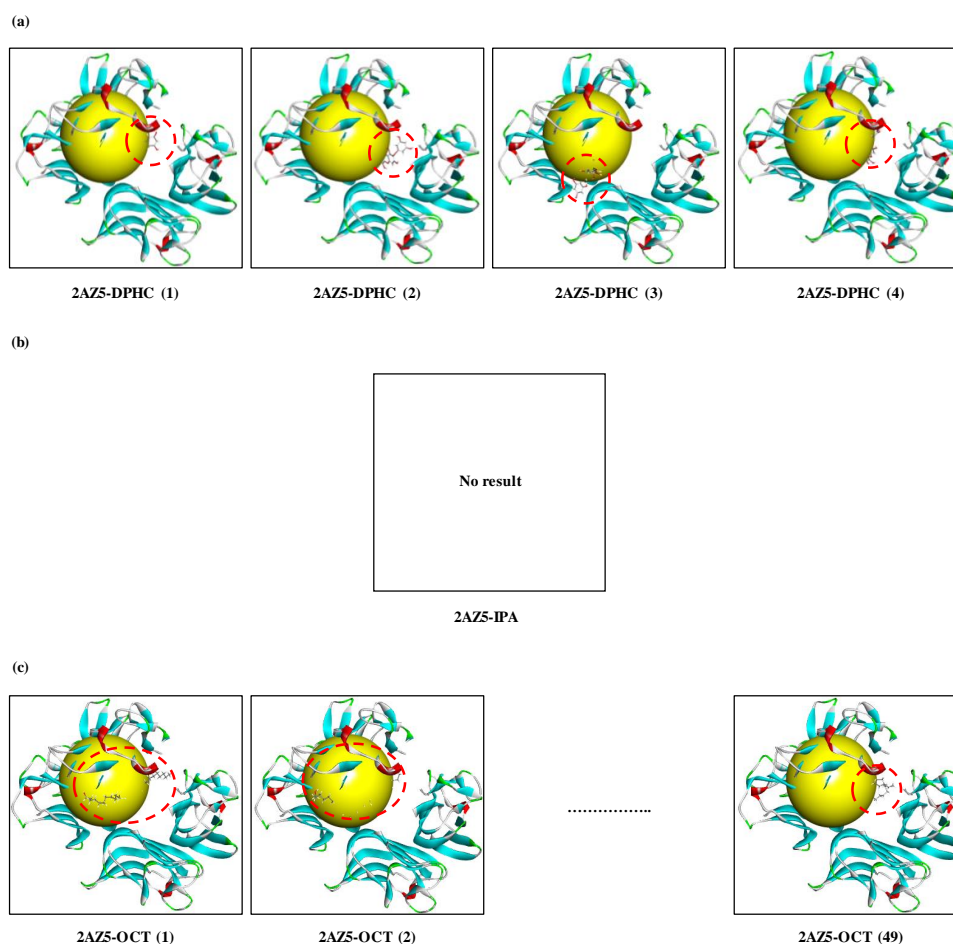 (a)
2AZ5-DPHC (1) 2AZ5-DPHC (2) 2AZ5-DPHC (3) 2AZ5-DPHC (4)
(b)
No result
2AZ5-IPA
(c)
................
2AZ5-OCT (1) 2AZ5-OCT (2) 2AZ5-OCT (49)